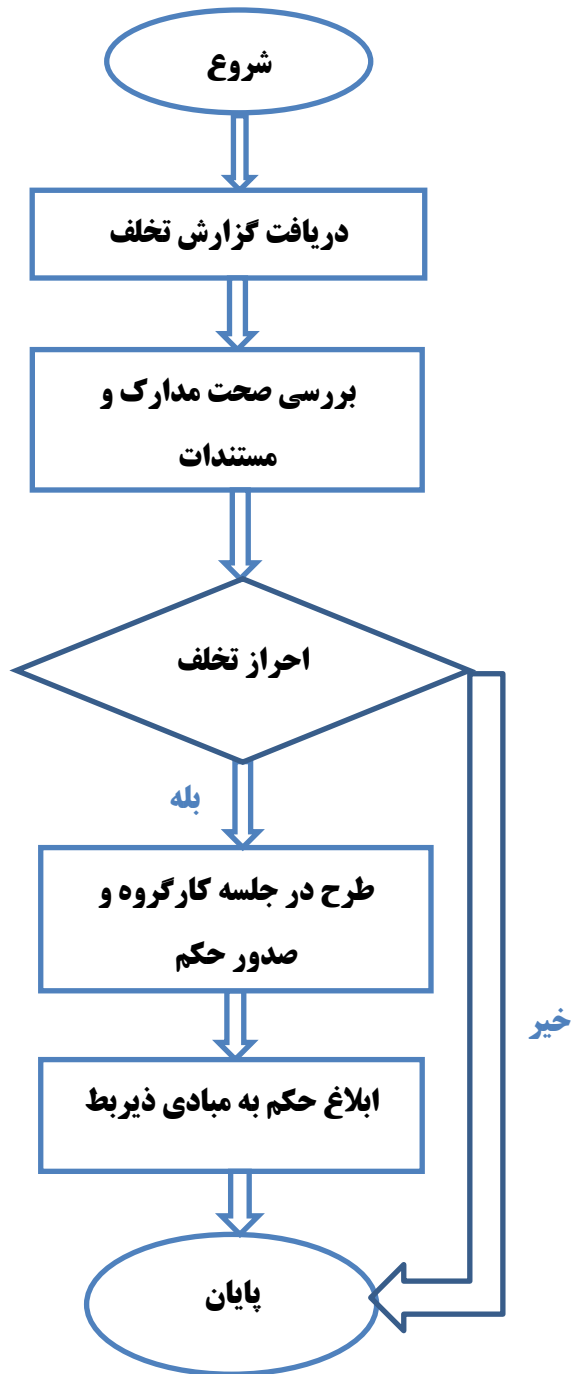 شروع
دریافت گزارش تخلف
بررسی صحت مدارک و
مستندات
احراز تخلف
بله
طرح در جلسه کارگروه و
صدور حکم
خیر
ابلاغ حکم به مبادی ذیربط
پایان